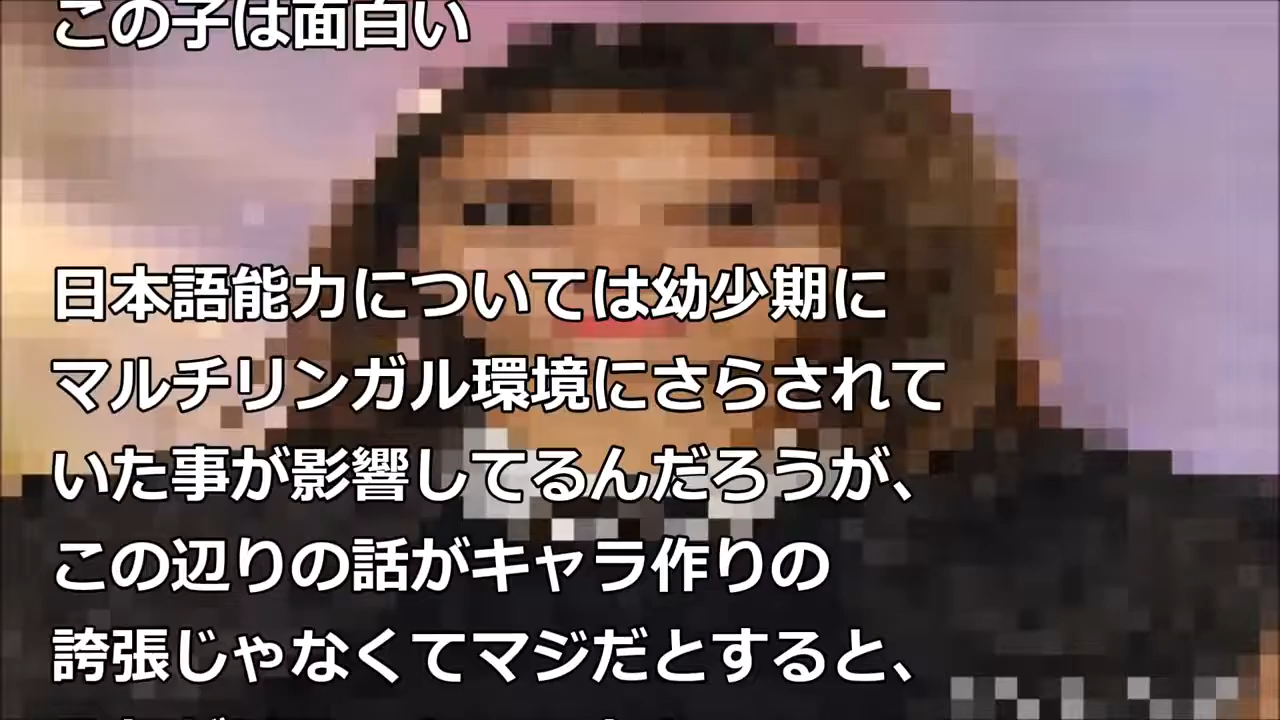 この子は面白い
日本語能力については幼少期に
マルチリンガル環境にさらされて
いた事が影響してるんだろうが、
この辺りの話がキャラ作りの
誇張じゃなくてマジだとすると、